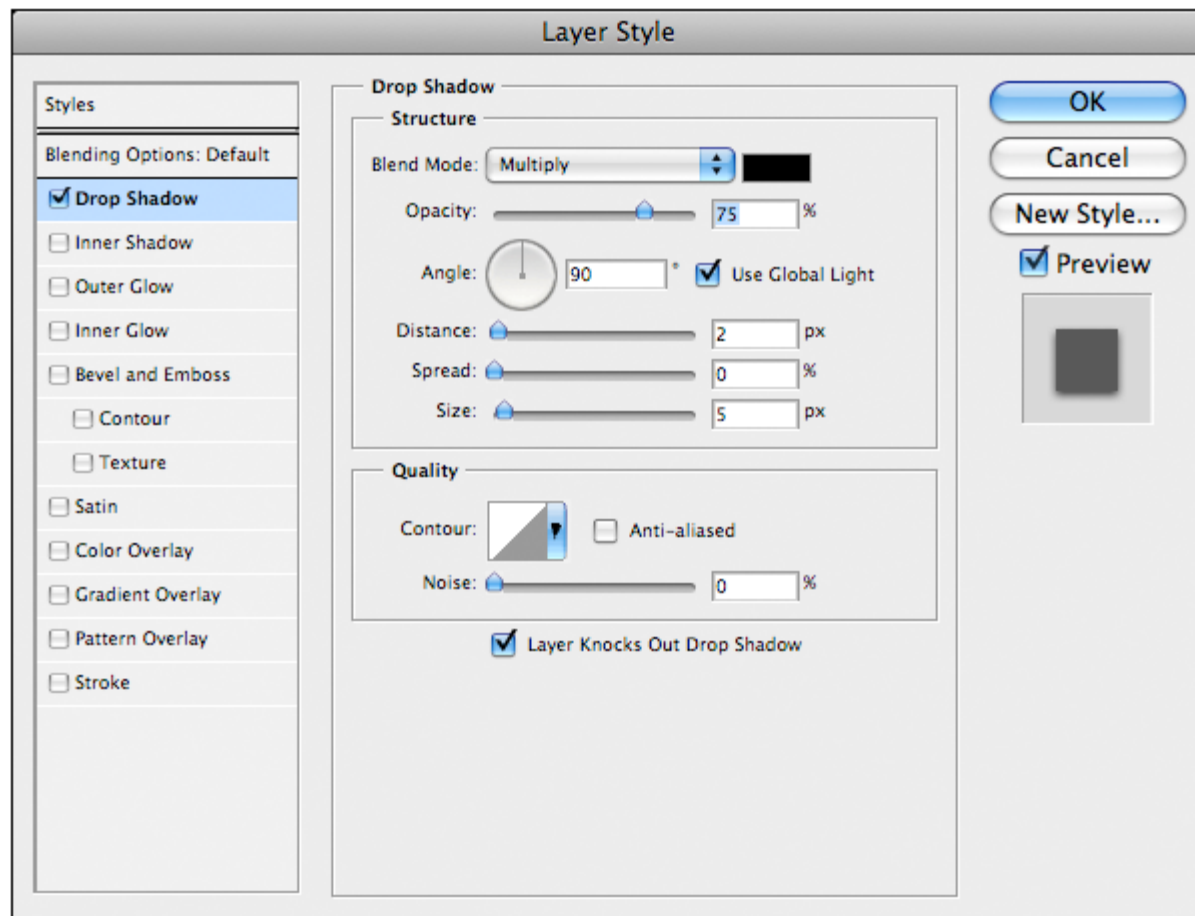 Layer Style
Styles
Blending Options: Default
Drop Shadow
Inner Shadow
Outer Glow
Inner Glow
Bevel and Emboss
Contour
Texture
Satin
Color Overlay
Gradient Overlay
Pattern Overlay
Stroke
Drop Shadow
Structure
Blend Mode: Multiply
Opacity: 75 %
Angle: 90 ° Use Global Light
Distance: 2 px
Spread: 0 %
Size: 5 px
Quality
Contour: Anti-aliased
Noise: 0 %
Layer Knocks Out Drop Shadow
OK
Cancel
New Style...
Preview